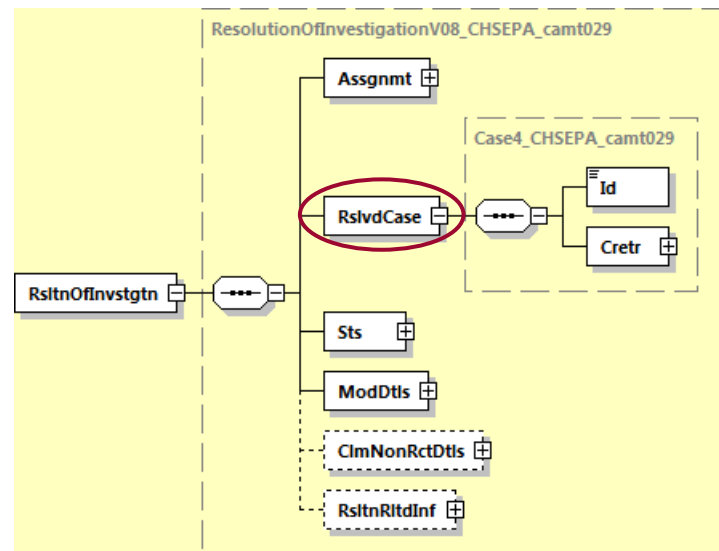 ResolutionOfInvestigationV08_CHSEPA_camt029
Assgnmt
Case4_CHSEPA_camt029
Id
RslvdCase
Cretr
RsltnOfInvstgtn
Sts
ModDtls
ClmNonRctDtls
RsltnRltdInf